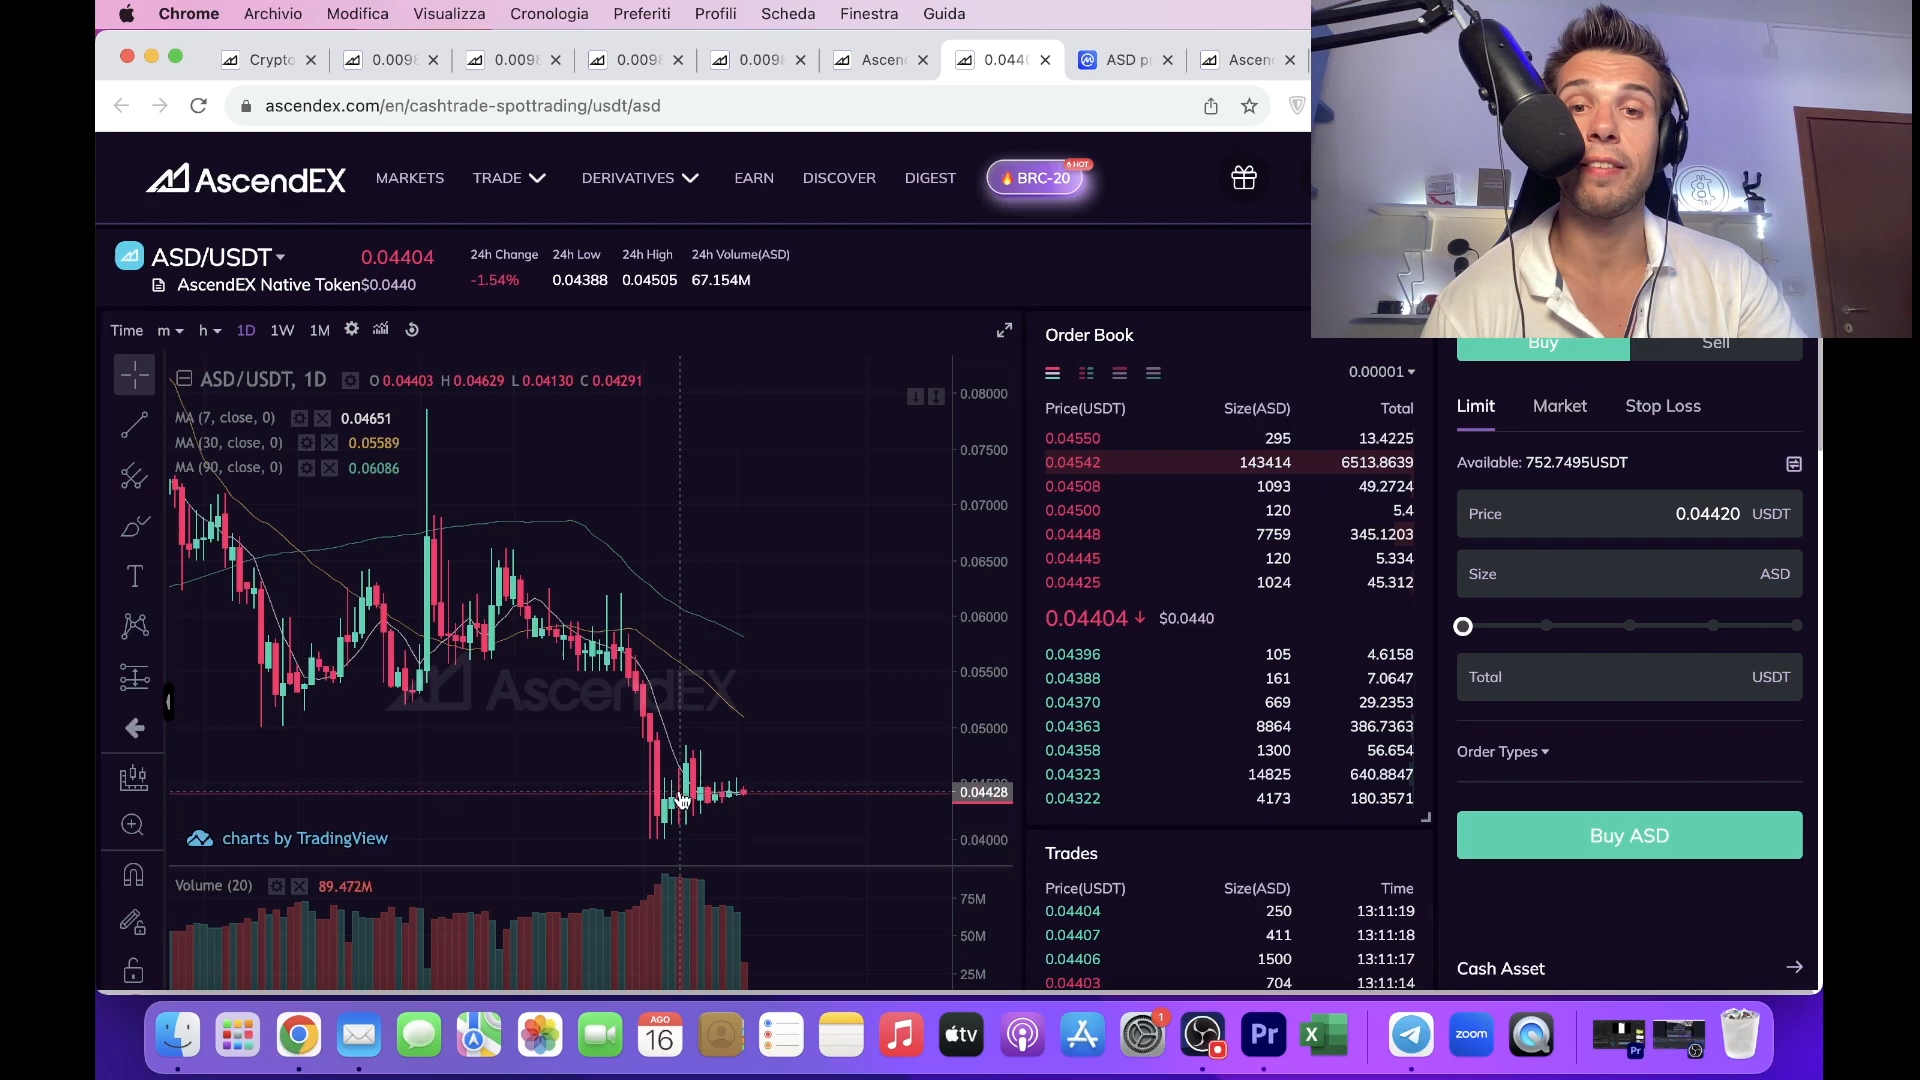 Chrome Archivio Modifica Visualizza Cronologia Preferiti Profili Scheda Finestra Guida
Crypto 0.0098 0.0098 0.0098 0.0098 Ascen 0.044 ASD p Ascen
ascendex.com/en/cashtrade-spottrading/usdt/asd
AscendEX MARKETS TRADE DERIVATIVES EARN DISCOVER DIGEST BRC-20 6 HOT
ASD/USDT 0.04404 24h Change 24h Low 24h High 24h Volume(ASD)
AscendEX Native Token $0.0440 -1.54% 0.04388 0.04505 67.154M
Time m h 1D 1W 1M
ASD/USDT, 1D O 0.04403 H 0.04629 L 0.04130 C 0.04291
MA (7, close, 0) 0.04651
MA (30, close, 0) 0.05589
MA (90, close, 0) 0.06086
0.08000
0.07500
0.07000
0.06500
0.06000
0.05500
0.05000
0.04428
0.04000
AscendEX
charts by TradingView
Volume (20) 89.472M
75M
50M
25M
Order Book
0.00001
Price(USDT) Size(ASD) Total
0.04550 295 13.4225
0.04542 143414 6513.8639
0.04508 1093 49.2724
0.04500 120 5.4
0.04448 7759 345.1203
0.04445 120 5.334
0.04425 1024 45.312
0.04404 $0.0440
0.04396 105 4.6158
0.04388 161 7.0647
0.04370 669 29.2353
0.04363 8864 386.7363
0.04358 1300 56.654
0.04323 14825 640.8847
0.04322 4173 180.3571
Trades
Price(USDT) Size(ASD) Time
0.04404 250 13:11:19
0.04407 411 13:11:18
0.04406 1500 13:11:17
0.04403 704 13:11:14
Buy Sell
Limit Market Stop Loss
Available: 752.7495USDT
Price 0.04420 USDT
Size ASD
Total USDT
Order Types
Buy ASD
Cash Asset
AGO
16
tv
1
Pr
X
zoom
Pr